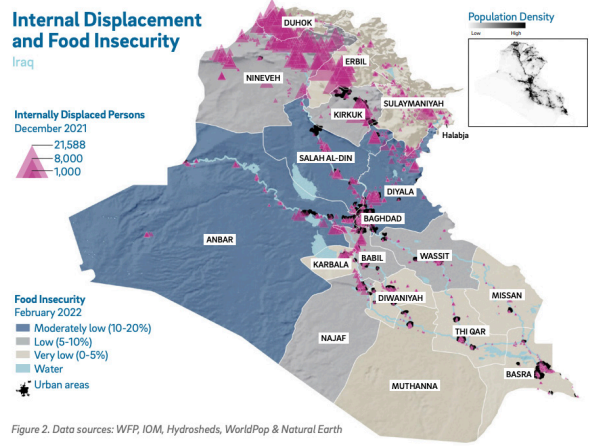 Internal Displacement
and Food Insecurity
Iraq
Population Density
Low High
Internally Displaced Persons
December 2021
21,588
8,000
1,000
DUHOK
ERBIL
NINEVEH
SULAYMANIYAH
KIRKUK
Halabja
SALAH AL-DIN
DIYALA
BAGHDAD
ANBAR
WASSIT
BABIL
KARBALA
DIWANIYAH
MISSAN
THI QAR
NAJAF
BASRA
MUTHANNA
Food Insecurity
February 2022
Moderately low (10-20%)
Low (5-10%)
Very low (0-5%)
Water
Urban areas
Figure 2. Data sources: WFP, IOM, Hydrosheds, WorldPop & Natural Earth